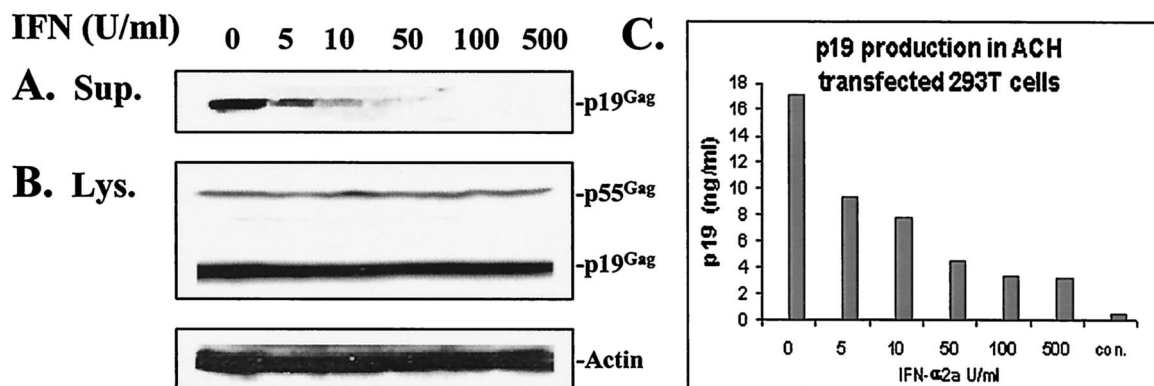 IFN (U/ml) 0 5 10 50 100 500
A. Sup.
-p19Gag
B. Lys.
-p55Gag
-p19Gag
-Actin
C.
p19 production in ACH
transfected 293T cells
p19 (ng/ml)
18
16
14
12
10
8
6
4
2
0
0 5 10 50 100 500 con.
IFN-α2a U/ml